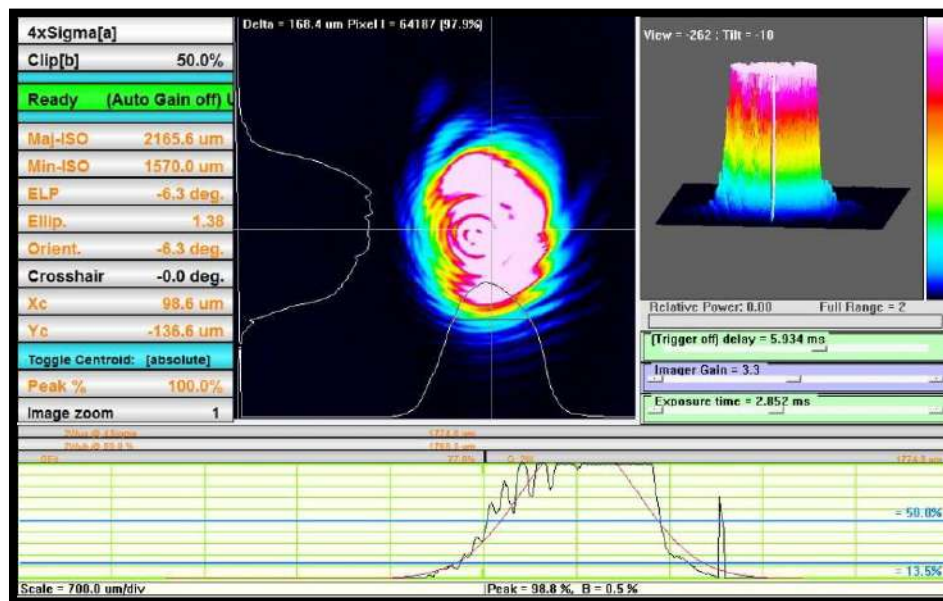 4xSigma[a]
Clip[b] 50.0%
Ready (Auto Gain off) U
Maj-ISO 2165.6 um
Min-ISO 1570.0 um
ELP -6.3 deg.
Ellip. 1.38
Orient. -6.3 deg.
Crosshair -0.0 deg.
Xc 98.6 um
Yc -136.6 um
Toggle Centroid: [absolute]
Peak % 100.0%
Image zoom 1
Delta = 168.4 um Pixel I = 64187 (97.9%)
View = -262 : Tilt = -10
Relative Power: 0.00 Full Range = 2
(Trigger off) delay = 5.934 ms
Imager Gain = 3.3
Exposure time = 2.852 ms
= 50.0%
= 13.5%
Scale = 700.0 um/div
Peak = 98.8 %, B = 0.5 %